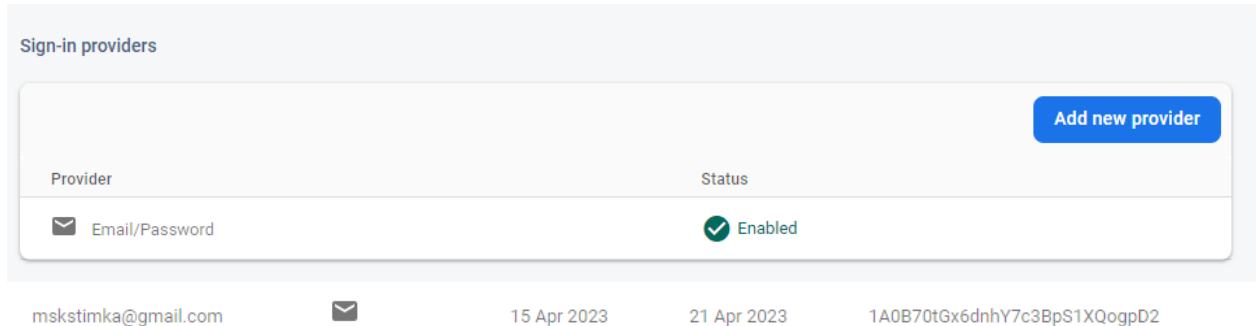 Sign-in providers
Add new provider
Provider Status
Email/Password Enabled
mskstimka@gmail.com 15 Apr 2023 21 Apr 2023 1A0B70tGx6dnhY7c3BpS1XQogpD2